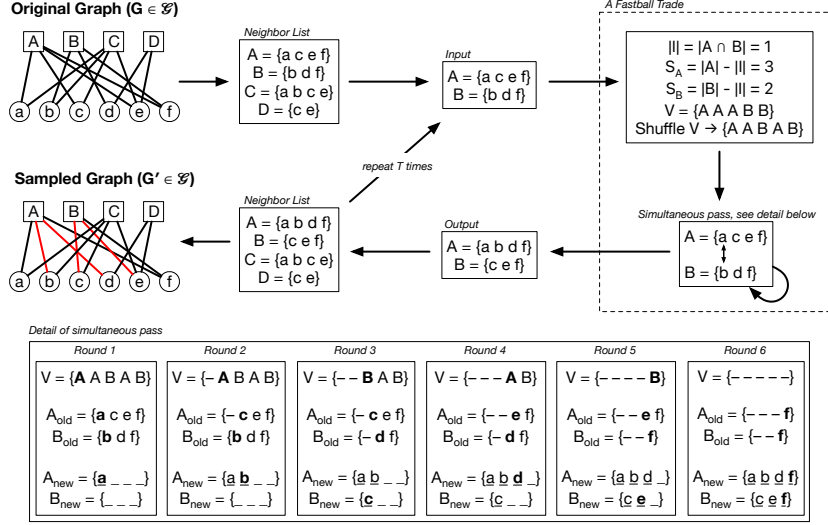 Original Graph (G ∈ 𝒢)
A B C D
a b c d e f
Neighbor List
A = {a c e f}
B = {b d f}
C = {a b c e}
D = {c e}
Input
A = {a c e f}
B = {b d f}
A Fastball Trade
|I| = |A ∩ B| = 1
S_A = |A| - |I| = 3
S_B = |B| - |I| = 2
V = {A A A B B}
Shuffle V → {A A B A B}
repeat T times
Sampled Graph (G′ ∈ 𝒢)
A B C D
a b c d e f
Neighbor List
A = {a b d f}
B = {c e f}
C = {a b c e}
D = {c e}
Output
A = {a b d f}
B = {c e f}
Simultaneous pass, see detail below
A = {a c e f}
B = {b d f}
Detail of simultaneous pass
Round 1
V = {A A B A B}
A_old = {a c e f}
B_old = {b d f}
A_new = {a _ _ _}
B_new = {_ _ _}
Round 2
V = {- A B A B}
A_old = {- c e f}
B_old = {b d f}
A_new = {a b _ _}
B_new = {_ _ _}
Round 3
V = {- - B A B}
A_old = {- c e f}
B_old = {- d f}
A_new = {a b _ _}
B_new = {c _ _}
Round 4
V = {- - - A B}
A_old = {- - e f}
B_old = {- d f}
A_new = {a b d _}
B_new = {c _ _}
Round 5
V = {- - - - B}
A_old = {- - e f}
B_old = {- - f}
A_new = {a b d _}
B_new = {c e _}
Round 6
V = {- - - - -}
A_old = {- - - f}
B_old = {- - f}
A_new = {a b d f}
B_new = {c e f}